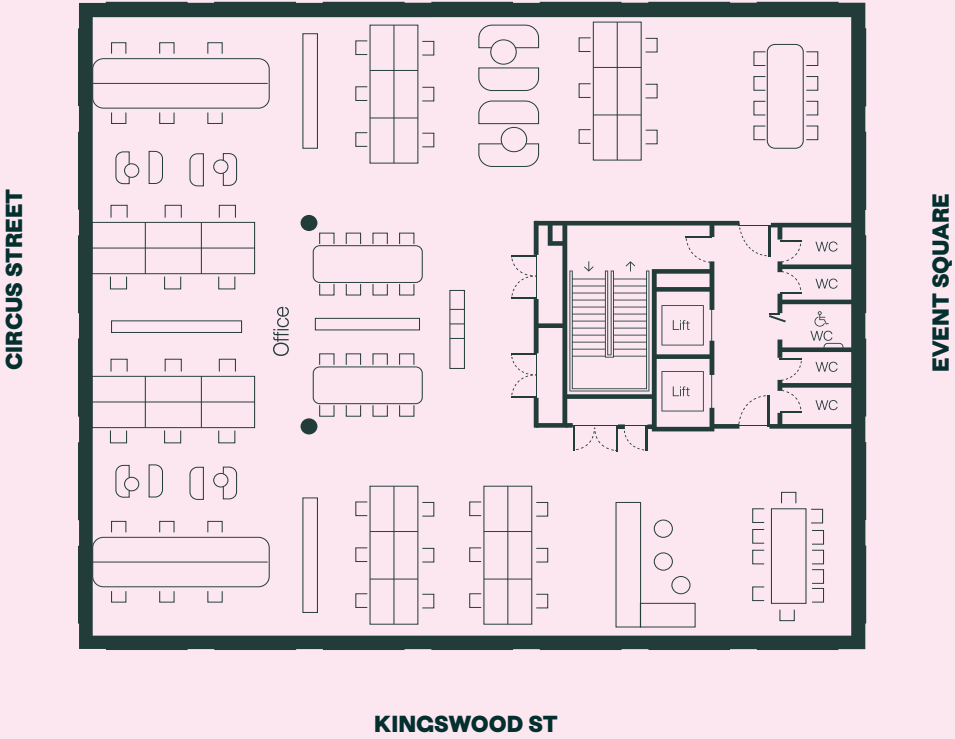 CIRCUS STREET
EVENT SQUARE
Office
Lift
Lift
WC
WC
WC
WC
WC
KINGSWOOD ST